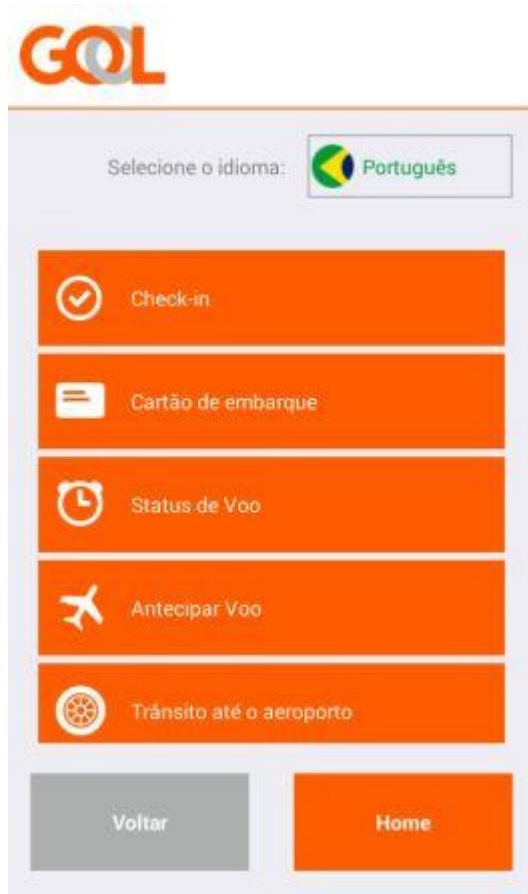 GOL
Selecione o idioma: Português
Check-in
Cartão de embarque
Status de Voo
Antecipar Voo
Trânsito até o aeroporto
Voltar Home